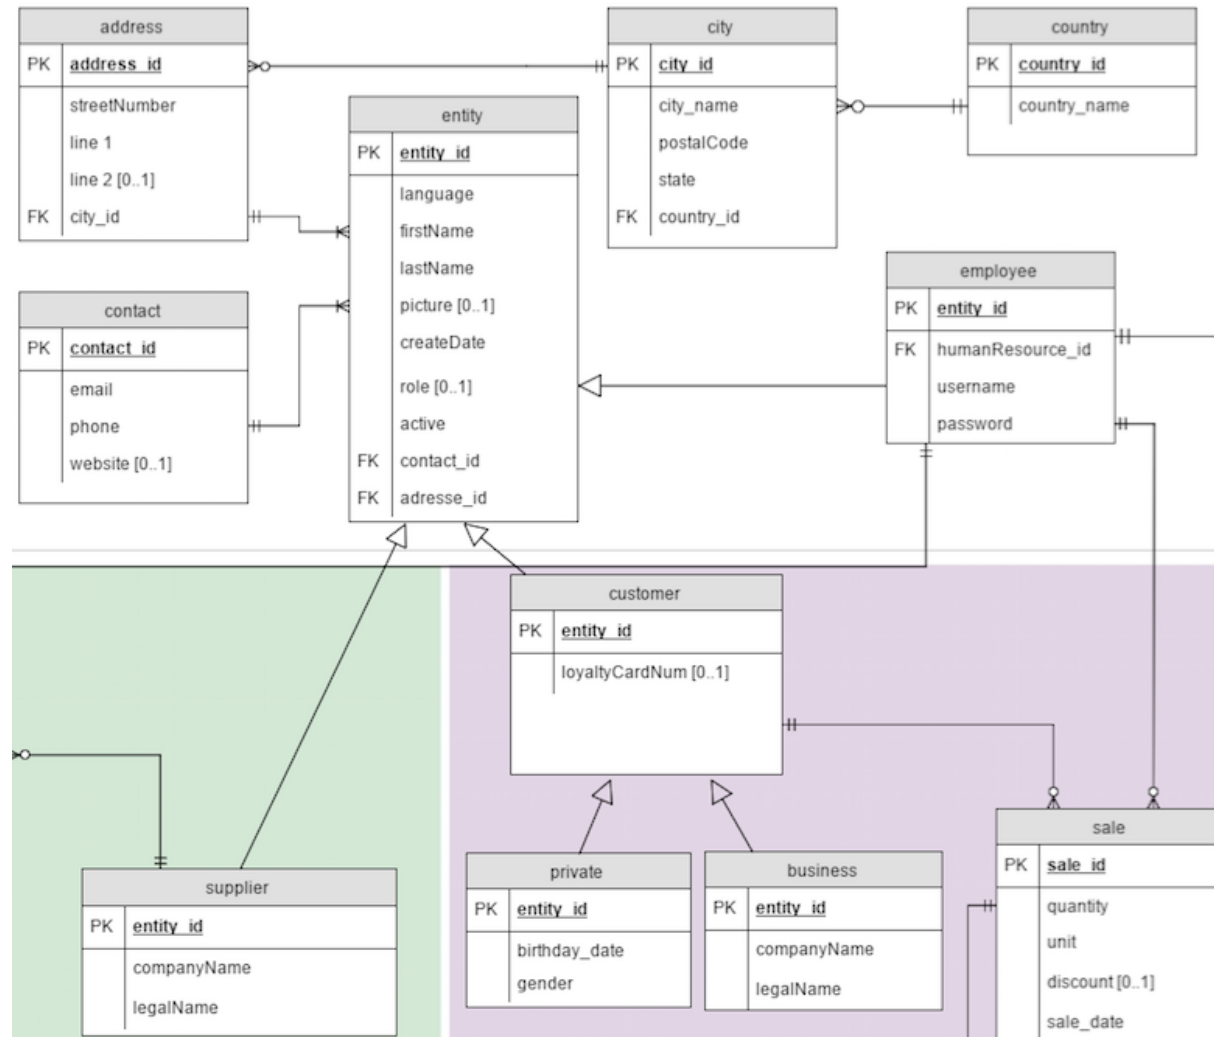 address
PK address_id
streetNumber
line 1
line 2 [0..1]
FK city_id
city
PK city_id
city_name
postalCode
state
FK country_id
country
PK country_id
country_name
entity
PK entity_id
language
firstName
lastName
picture [0..1]
createDate
role [0..1]
active
FK contact_id
FK adresse_id
contact
PK contact_id
email
phone
website [0..1]
employee
PK entity_id
FK humanResource_id
username
password
customer
PK entity_id
loyaltyCardNum [0..1]
supplier
PK entity_id
companyName
legalName
private
PK entity_id
birthday_date
gender
business
PK entity_id
companyName
legalName
sale
PK sale_id
quantity
unit
discount [0..1]
sale_date